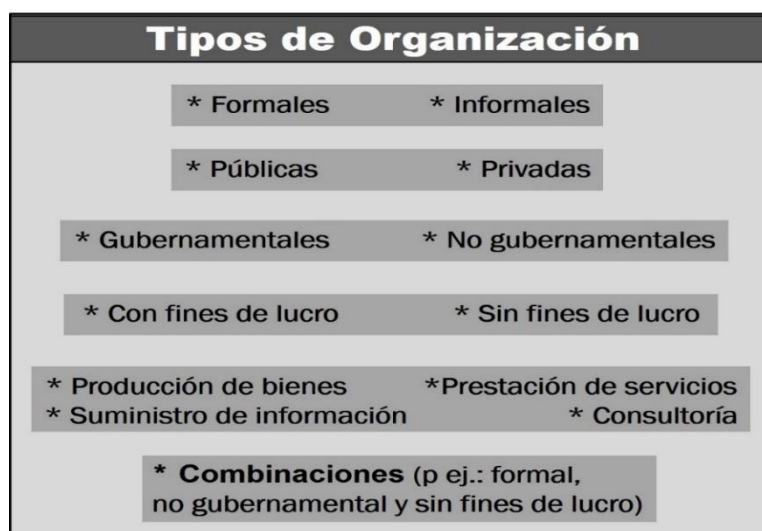 Tipos de Organización
* Formales * Informales
* Públicas * Privadas
* Gubernamentales * No gubernamentales
* Con fines de lucro * Sin fines de lucro
* Producción de bienes *Prestación de servicios
* Suministro de información * Consultoría
* Combinaciones (p ej.: formal,
no gubernamental y sin fines de lucro)